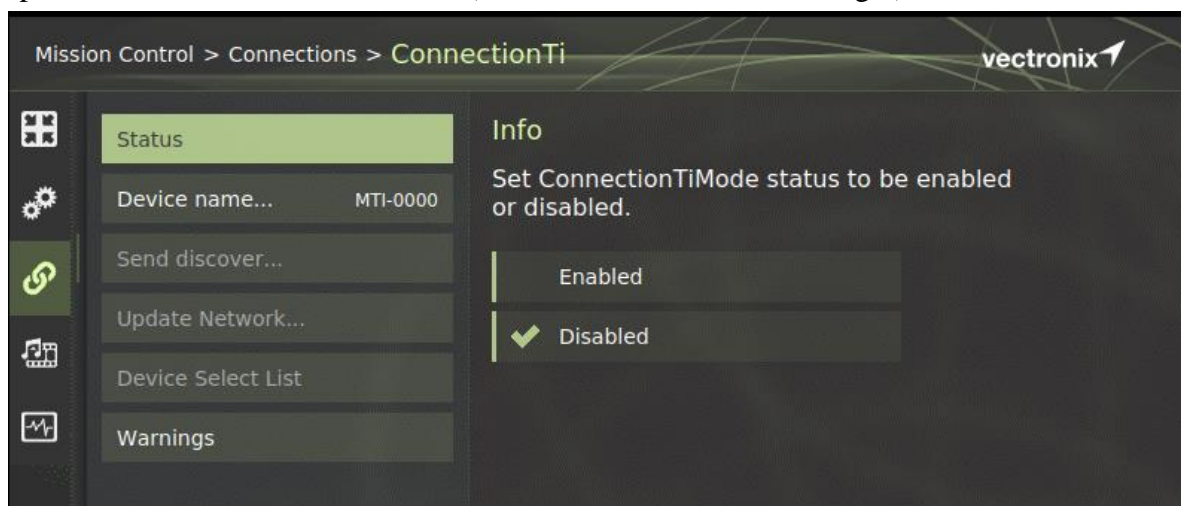 Mission Control > Connections > ConnectionTi
vectronix
Status
Device name... MTI-0000
Send discover...
Update Network...
Device Select List
Warnings
Info
Set ConnectionTiMode status to be enabled
or disabled.
Enabled
Disabled